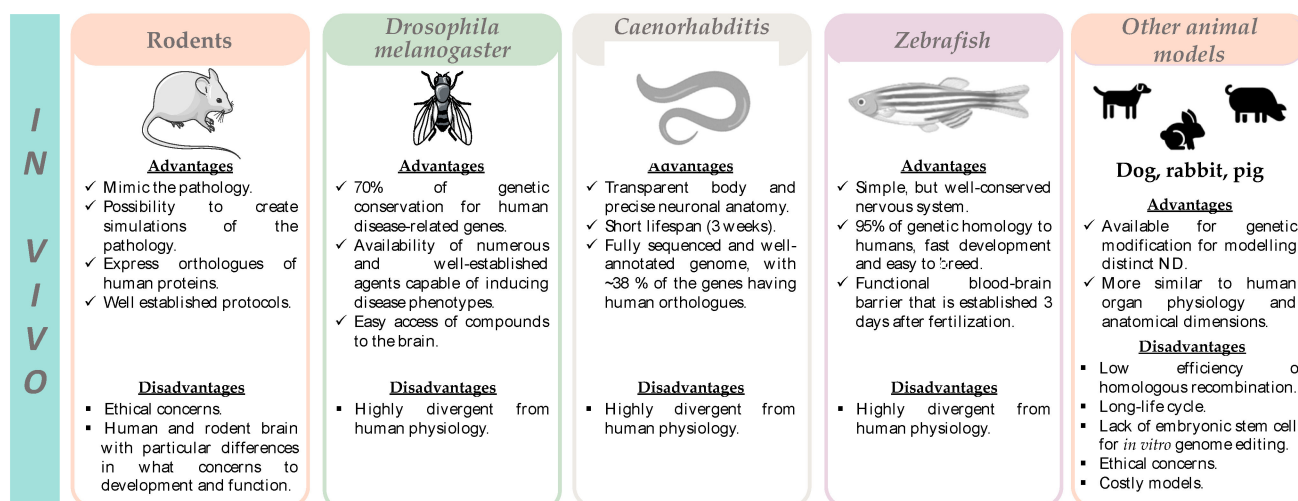 IN VIVO
Rodents
Advantages
✓ Mimic the pathology.
✓ Possibility to create
simulations of the
pathology.
✓ Express orthologues of
human proteins.
✓ Well established protocols.
Disadvantages
▪ Ethical concerns.
▪ Human and rodent brain
with particular differences
in what concerns to
development and function.
Drosophila
melanogaster
Advantages
✓ 70% of genetic
conservation for human
disease-related genes.
✓ Availability of numerous
and well-established
agents capable of inducing
disease phenotypes.
✓ Easy access of compounds
to the brain.
Disadvantages
▪ Highly divergent from
human physiology.
Caenorhabditis
Advantages
✓ Transparent body and
precise neuronal anatomy.
✓ Short lifespan (3 weeks).
✓ Fully sequenced and well-
annotated genome, with
~38 % of the genes having
human orthologues.
Disadvantages
▪ Highly divergent from
human physiology.
Zebrafish
Advantages
✓ Simple, but well-conserved
nervous system.
✓ 95% of genetic homology to
humans, fast development
and easy to breed.
✓ Functional blood-brain
barrier that is established 3
days after fertilization.
Disadvantages
▪ Highly divergent from
human physiology.
Other animal
models
Dog, rabbit, pig
Advantages
✓ Available for genetic
modification for modelling
distinct ND.
✓ More similar to human
organ physiology and
anatomical dimensions.
Disadvantages
▪ Low efficiency
homologous recombination.
▪ Long-life cycle.
▪ Lack of embryonic stem cell
for in vitro genome editing.
▪ Ethical concerns.
▪ Costly models.